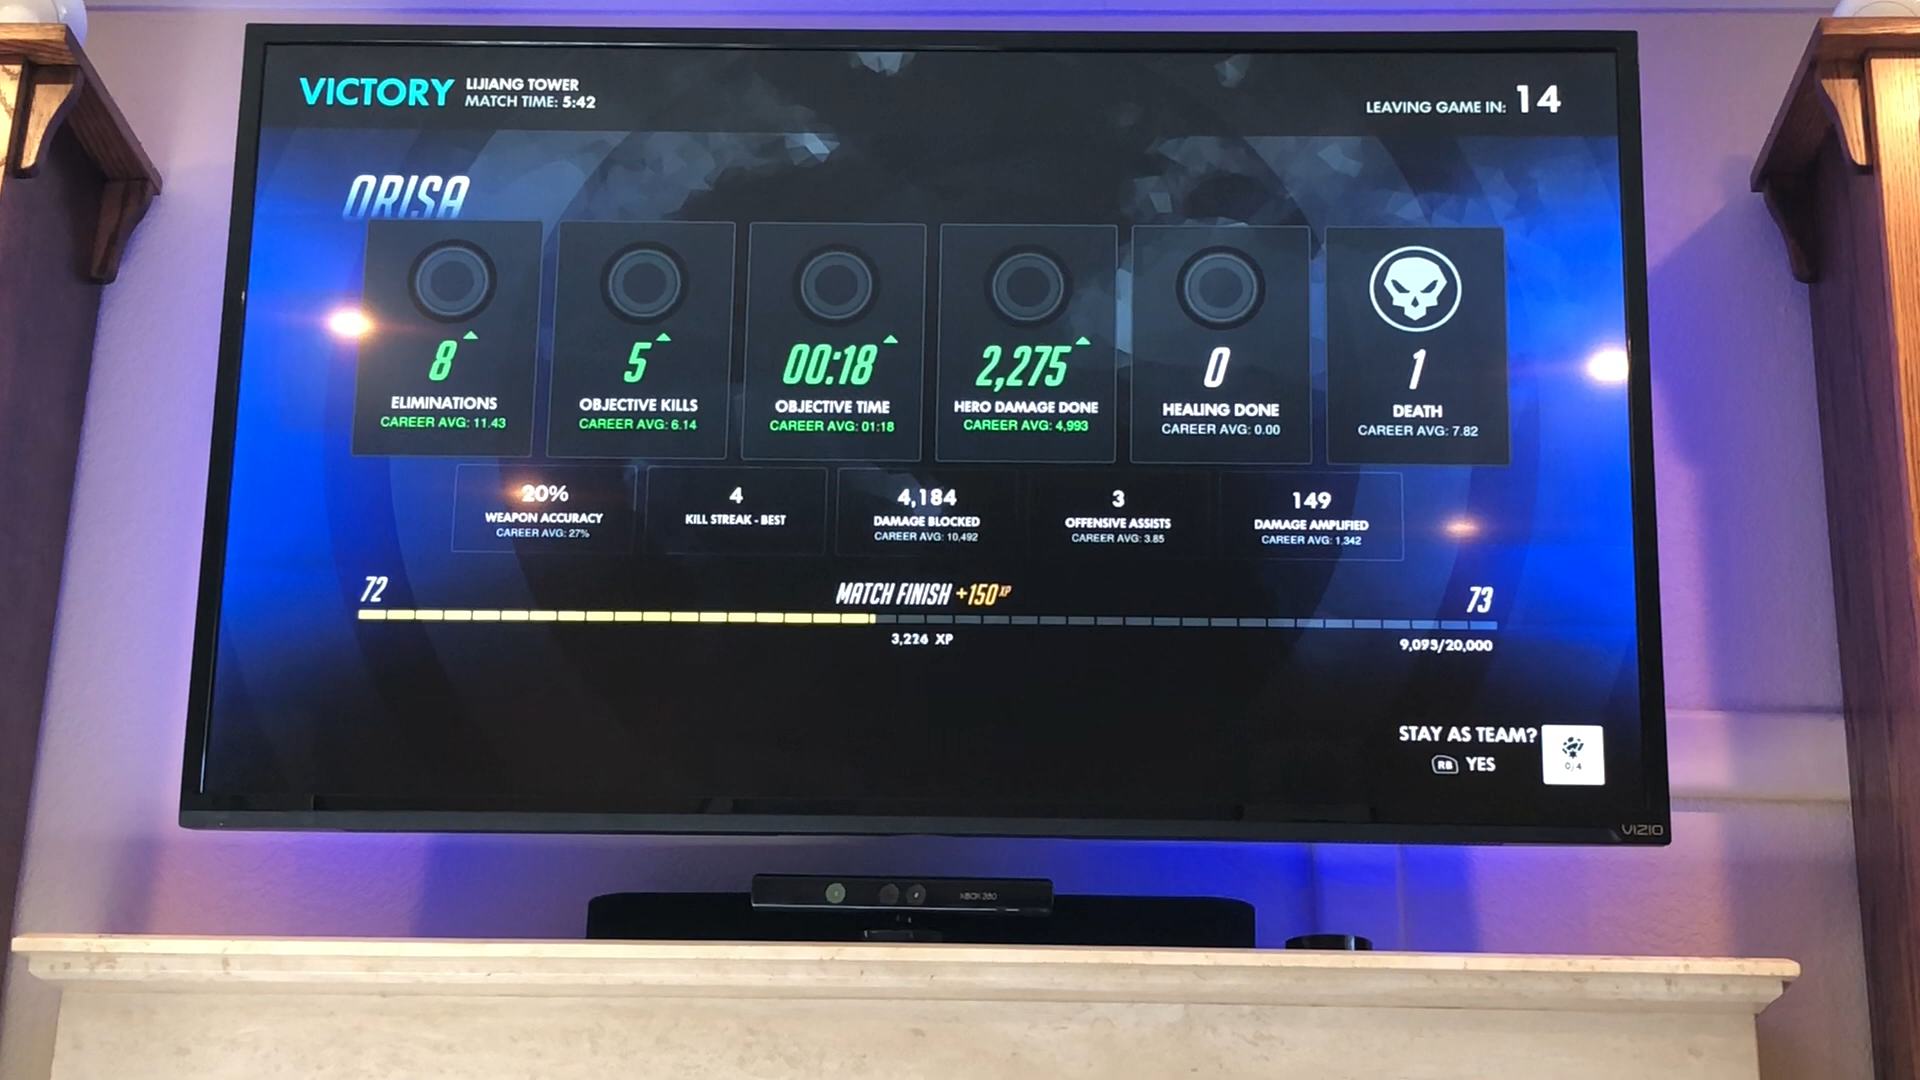 VICTORY
LIJIANG TOWER
MATCH TIME: 5:42
LEAVING GAME IN: 14
ORISA
8
ELIMINATIONS
CAREER AVG: 11.43
5
OBJECTIVE KILLS
CAREER AVG: 6.14
00:18
OBJECTIVE TIME
CAREER AVG: 01:18
2,275
HERO DAMAGE DONE
CAREER AVG: 4,993
0
HEALING DONE
CAREER AVG: 0.00
1
DEATH
CAREER AVG: 7.82
20%
WEAPON ACCURACY
CAREER AVG: 27%
4
KILL STREAK - BEST
4,184
DAMAGE BLOCKED
CAREER AVG: 10,492
3
OFFENSIVE ASSISTS
CAREER AVG: 3.85
149
DAMAGE AMPLIFIED
CAREER AVG: 1,342
72
MATCH FINISH +150 XP
73
3,226 XP
9,095/20,000
STAY AS TEAM?
RB YES
0/4
VIZIO
XBOX 360